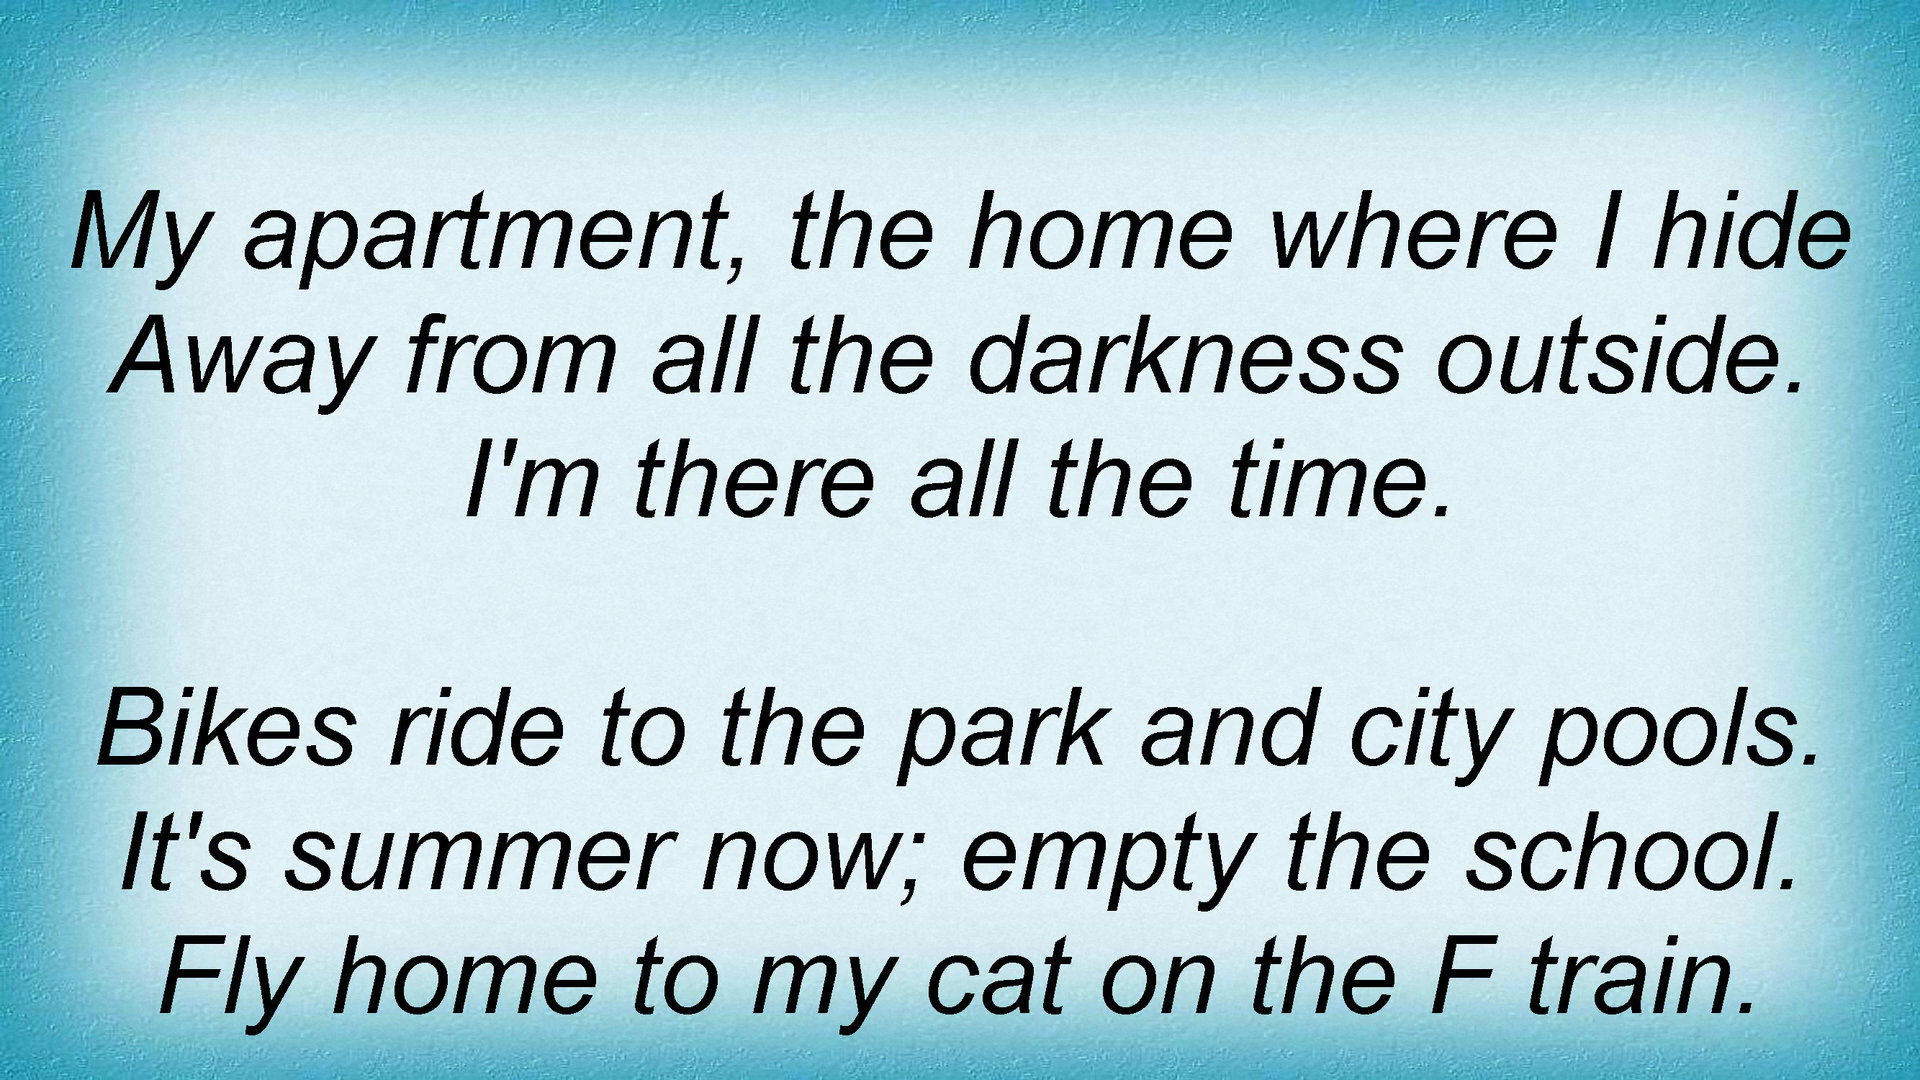 My apartment, the home where I hide
Away from all the darkness outside.
I'm there all the time.
Bikes ride to the park and city pools.
It's summer now; empty the school.
Fly home to my cat on the F train.